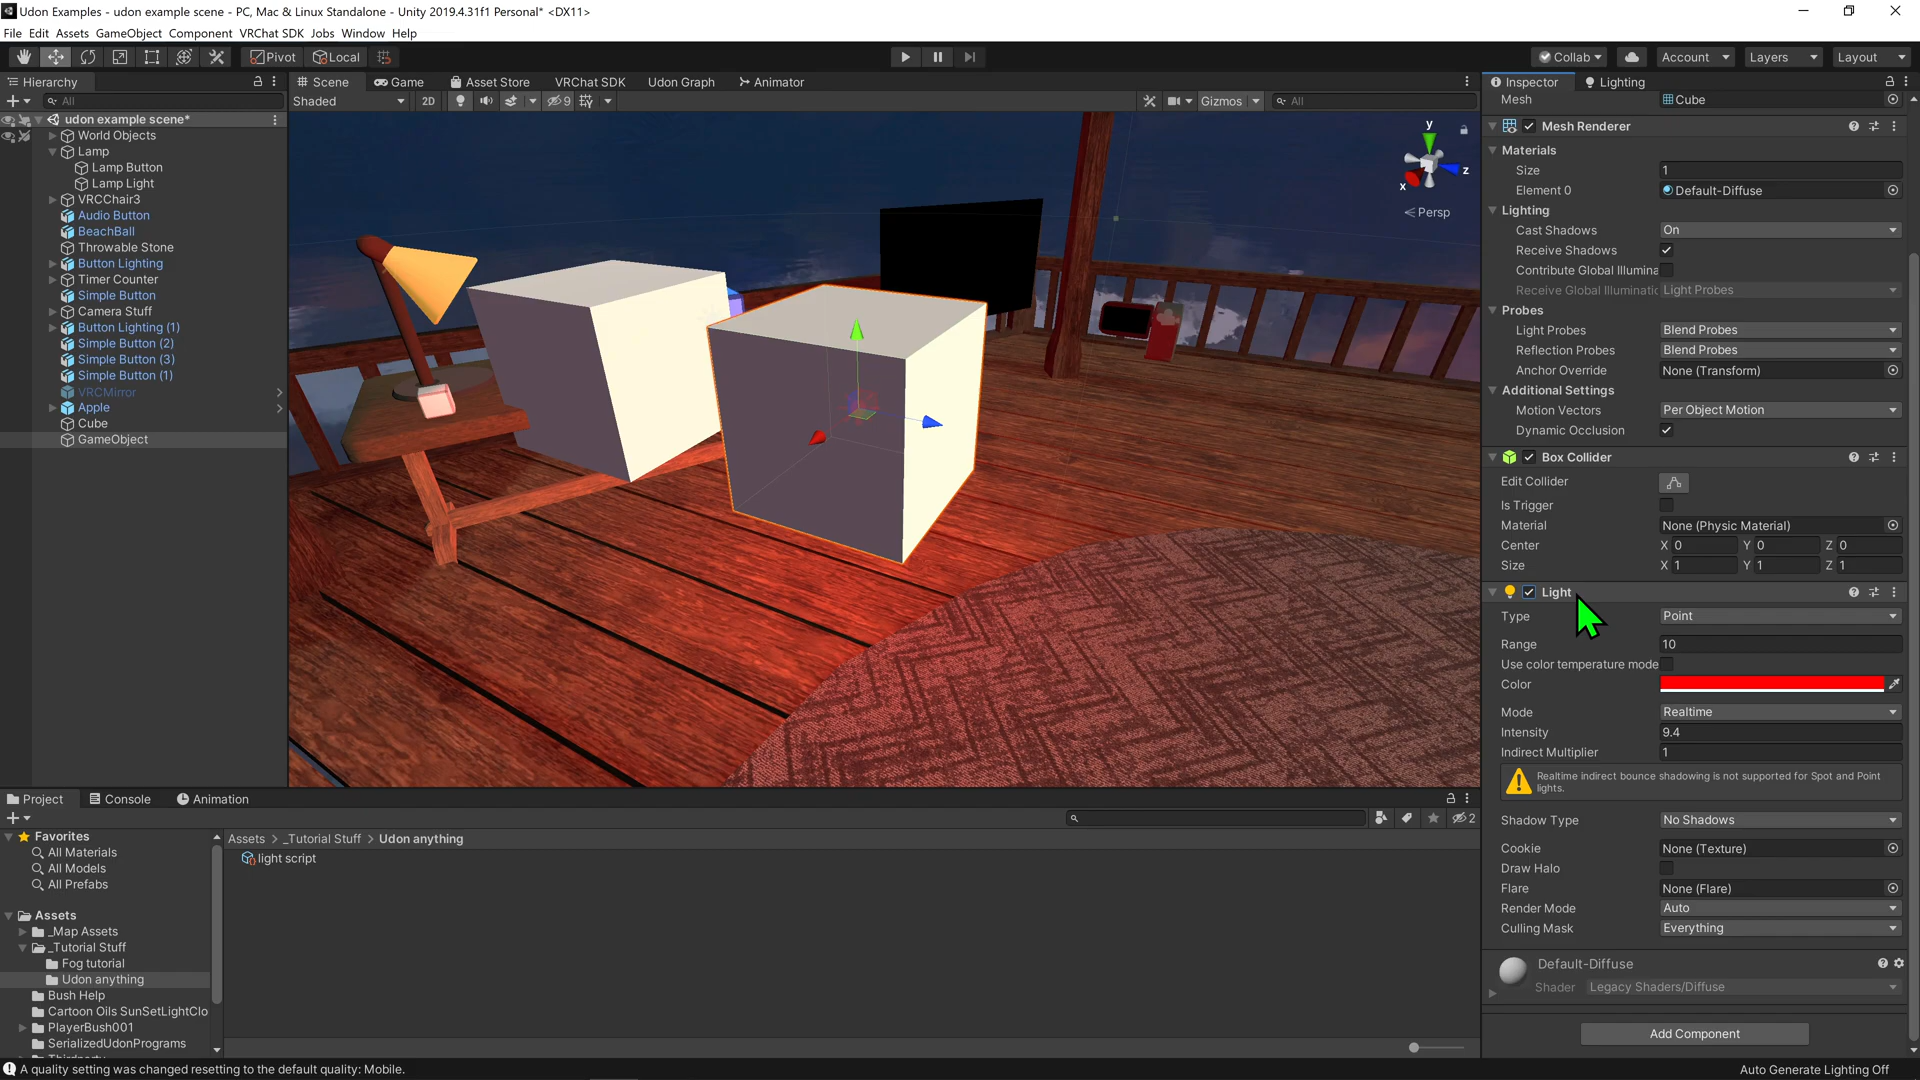 Udon Examples - udon example scene - PC, Mac & Linux Standalone - Unity 2019.4.31f1 Personal* <DX11>
File Edit Assets GameObject Component VRChat SDK Jobs Window Help
Pivot Local Collab Account Layers Layout
Hierarchy
All
udon example scene*
World Objects
Lamp
Lamp Button
Lamp Light
VRCChair3
Audio Button
BeachBall
Throwable Stone
Button Lighting
Timer Counter
Simple Button
Camera Stuff
Button Lighting (1)
Simple Button (2)
Simple Button (3)
Simple Button (1)
VRCMirror
Apple
Cube
GameObject
Scene Game Asset Store VRChat SDK Udon Graph Animator
Shaded 2D 9 Gizmos All
y
z
x
Persp
Inspector Lighting
Mesh Cube
Mesh Renderer
Materials
Size 1
Element 0 Default-Diffuse
Lighting
Cast Shadows On
Receive Shadows
Contribute Global Illumina
Receive Global Illuminatic Light Probes
Probes
Light Probes Blend Probes
Reflection Probes Blend Probes
Anchor Override None (Transform)
Additional Settings
Motion Vectors Per Object Motion
Dynamic Occlusion
Box Collider
Edit Collider
Is Trigger
Material None (Physic Material)
Center X 0 Y 0 Z 0
Size X 1 Y 1 Z 1
Light
Type Point
Range 10
Use color temperature mode
Color
Mode Realtime
Intensity 9.4
Indirect Multiplier 1
Realtime indirect bounce shadowing is not supported for Spot and Point
lights.
Shadow Type No Shadows
Cookie None (Texture)
Draw Halo
Flare None (Flare)
Render Mode Auto
Culling Mask Everything
Default-Diffuse
Shader Legacy Shaders/Diffuse
Add Component
Project Console Animation
2
Favorites
All Materials
All Models
All Prefabs
Assets
_Map Assets
_Tutorial Stuff
Fog tutorial
Udon anything
Bush Help
Cartoon Oils SunSetLightClo
PlayerBush001
SerializedUdonPrograms
Assets > _Tutorial Stuff > Udon anything
light script
A quality setting was changed resetting to the default quality: Mobile.
Auto Generate Lighting Off